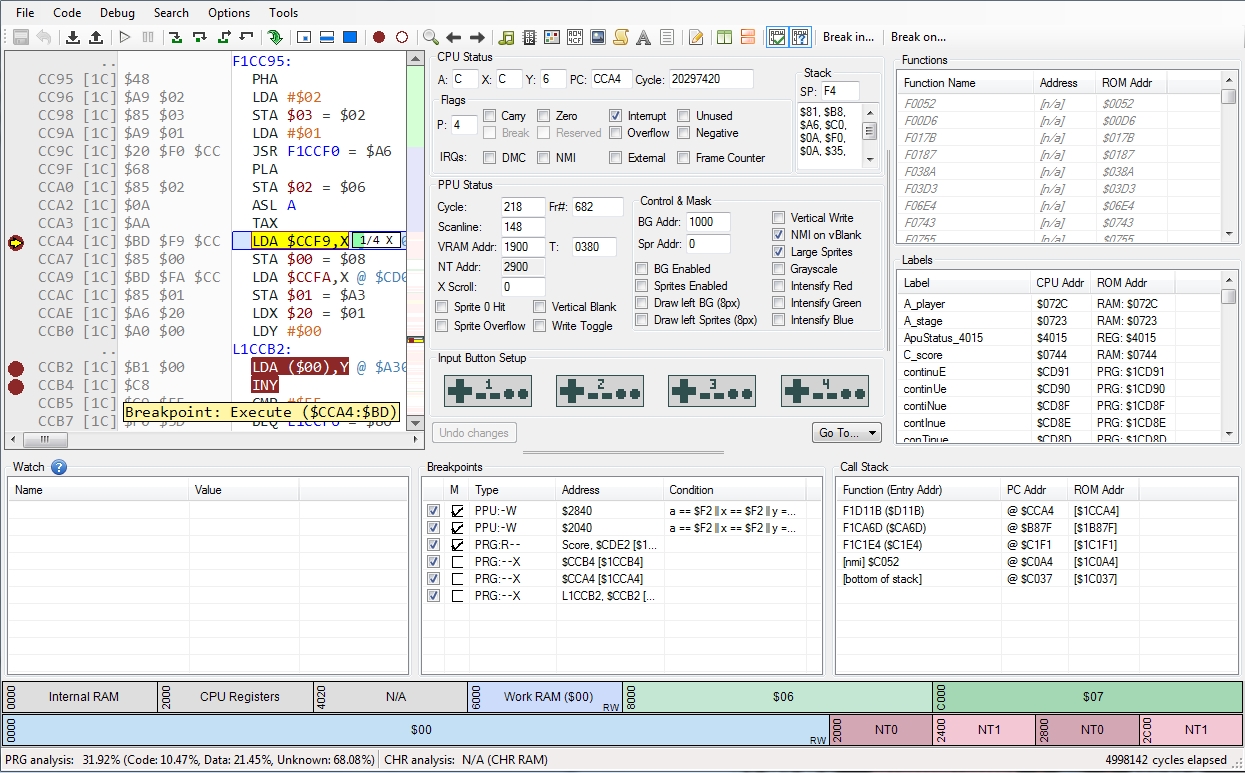 File Code Debug Search Options Tools
Break in... Break on...
.. F1CC95:
CC95 [1C] $48 PHA
CC96 [1C] $A9 $02 LDA #$02
CC98 [1C] $85 $03 STA $03 = $02
CC9A [1C] $A9 $01 LDA #$01
CC9C [1C] $20 $F0 $CC JSR F1CCF0 = $A6
CC9F [1C] $68 PLA
CCA0 [1C] $85 $02 STA $02 = $06
CCA2 [1C] $0A ASL A
CCA3 [1C] $AA TAX
CCA4 [1C] $BD $F9 $CC LDA $CCF9,X 1/4 X
CCA7 [1C] $85 $00 STA $00 = $08
CCA9 [1C] $BD $FA $CC LDA $CCFA,X @ $CD0
CCAC [1C] $85 $01 STA $01 = $A3
CCAE [1C] $A6 $20 LDX $20 = $01
CCB0 [1C] $A0 $00 LDY #$00
.. L1CCB2:
CCB2 [1C] $B1 $00 LDA ($00),Y @ $A30
CCB4 [1C] $C8 INY
CCB5 [1C]
Breakpoint: Execute ($CCA4:$BD)
CCB7 [1C]
CPU Status
A: C X: C Y: 6 PC: CCA4 Cycle: 20297420
Flags
P: 4
Carry Zero Interrupt Unused
Break Reserved Overflow Negative
IRQs: DMC NMI External Frame Counter
Stack
SP: F4
$81, $B8,
$A6, $C0,
$0A, $F0,
$0A, $35,
PPU Status
Cycle: 218 Fr#: 682
Scanline: 148
VRAM Addr: 1900 T: 0380
NT Addr: 2900
X Scroll: 0
Sprite 0 Hit Vertical Blank
Sprite Overflow Write Toggle
Control & Mask
BG Addr: 1000
Spr Addr: 0
BG Enabled
Sprites Enabled
Draw left BG (8px)
Draw left Sprites (8px)
Vertical Write
NMI on vBlank
Large Sprites
Grayscale
Intensify Red
Intensify Green
Intensify Blue
Input Button Setup
1 2 3 4
Undo changes Go To...
Functions
Function Name Address ROM Addr
F0052 [n/a] $0052
F00D6 [n/a] $00D6
F017B [n/a] $017B
F0187 [n/a] $0187
F038A [n/a] $038A
F03D3 [n/a] $03D3
F06E4 [n/a] $06E4
F0743 [n/a] $0743
F0755 [n/a] $0755
Labels
Label CPU Addr ROM Addr
A_player $072C RAM: $072C
A_stage $0723 RAM: $0723
ApuStatus_4015 $4015 REG: $4015
C_score $0744 RAM: $0744
continuE $CD91 PRG: $1CD91
continUe $CD90 PRG: $1CD90
contiNue $CD8F PRG: $1CD8F
contInue $CD8E PRG: $1CD8E
conTinue $CD8D PRG: $1CD8D
Watch ?
Name Value
Breakpoints
M Type Address Condition
PPU:-W $2840 a == $F2 || x == $F2 || y =...
PPU:-W $2040 a == $F2 || x == $F2 || y =...
PRG:R-- Score, $CDE2 [$1...
PRG:--X $CCB4 [$1CCB4]
PRG:--X $CCA4 [$1CCA4]
PRG:--X L1CCB2, $CCB2 [...
Call Stack
Function (Entry Addr) PC Addr ROM Addr
F1D11B ($D11B) @ $CCA4 [$1CCA4]
F1CA6D ($CA6D) @ $B87F [$1B87F]
F1C1E4 ($C1E4) @ $C1F1 [$1C1F1]
[nmi] $C052 @ $C0A4 [$1C0A4]
[bottom of stack] @ $C037 [$1C037]
0000 Internal RAM 2000 CPU Registers 4020 N/A 6000 Work RAM ($00) RW 8000 $06 C000 $07
0000 $00 RW 2000 NT0 2400 NT1 2800 NT0 2C00 NT1
PRG analysis: 31.92% (Code: 10.47%, Data: 21.45%, Unknown: 68.08%) CHR analysis: N/A (CHR RAM) 4998142 cycles elapsed